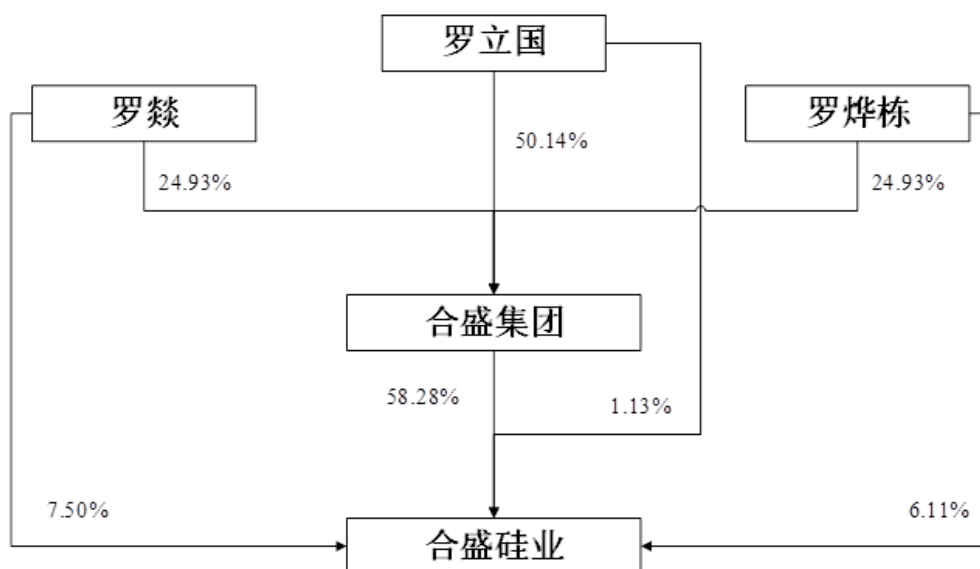 罗立国
罗燚
罗烨栋
50.14%
24.93%
24.93%
合盛集团
58.28%
1.13%
7.50%
6.11%
合盛硅业